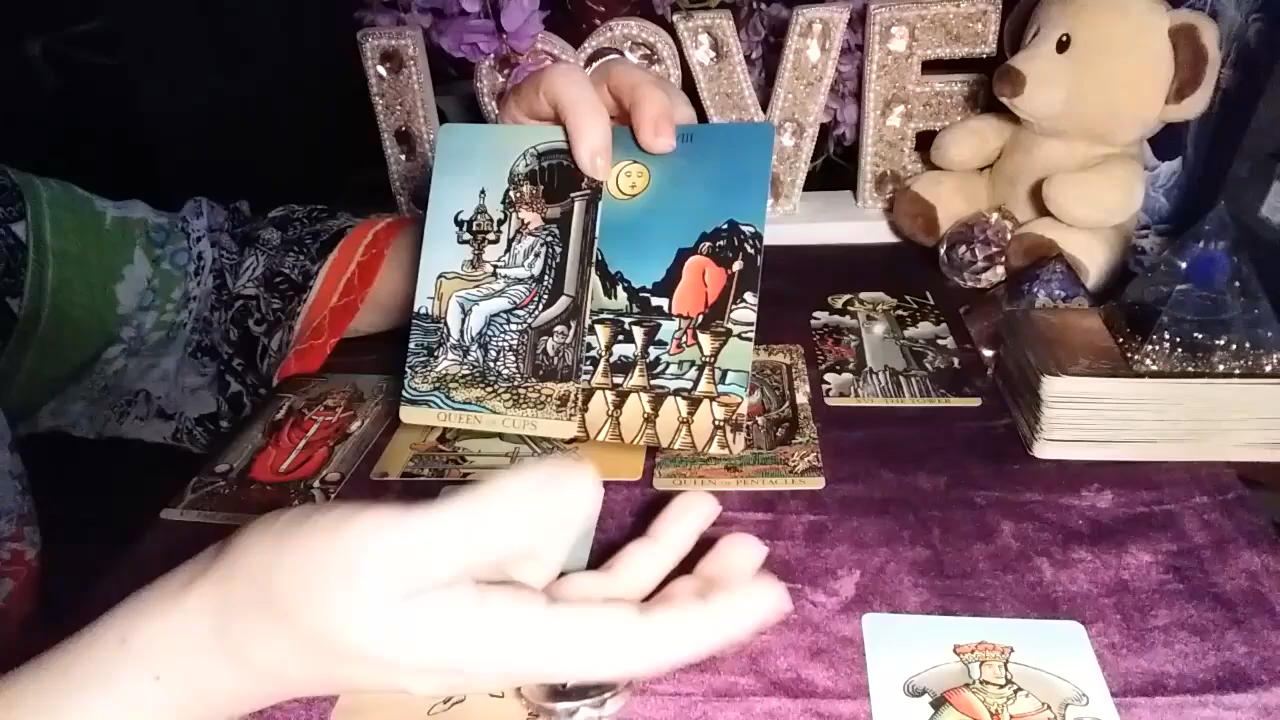 LOVE
VIII
QUEEN OF CUPS
XVI. THE TOWER
QUEEN OF PENTACLES